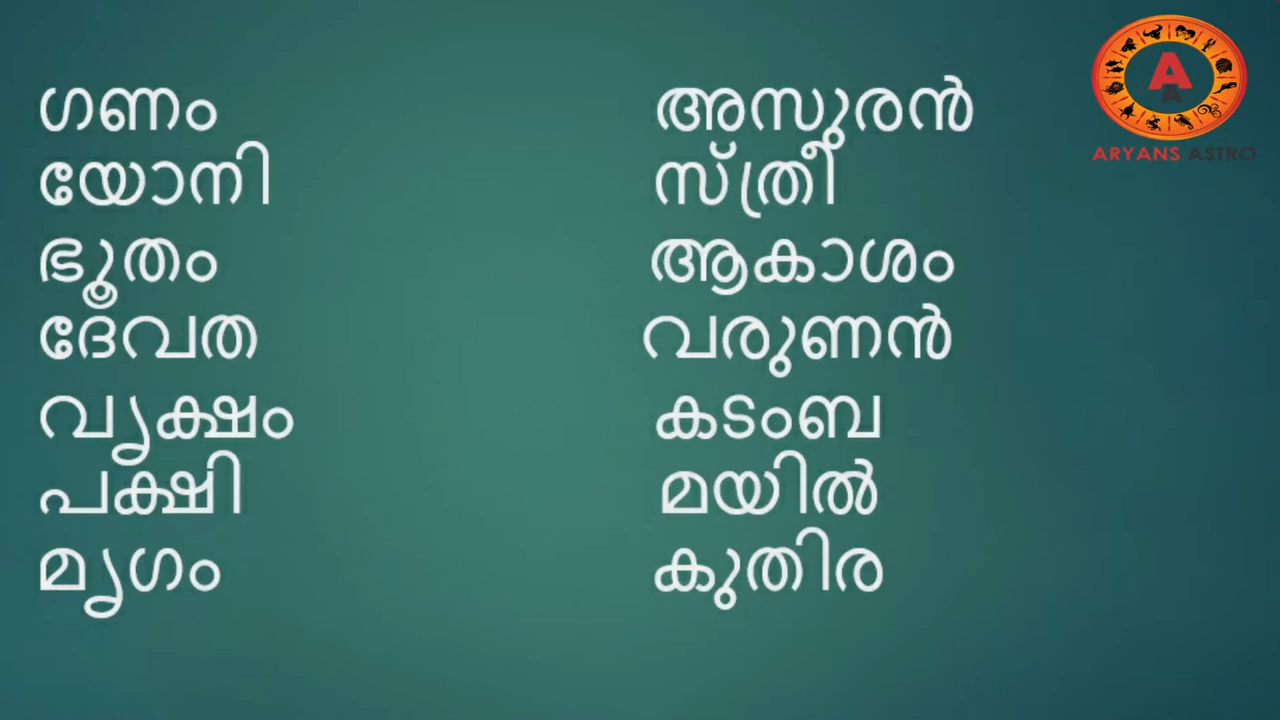 ഗണം അസുരൻ
യോനി സ്ത്രീ
ഭൂതം ആകാശം
ദേവത വരുണൻ
വൃക്ഷം കടംബ
പക്ഷി മയിൽ
മൃഗം കുതിര
A
A
ARYANS ASTRO